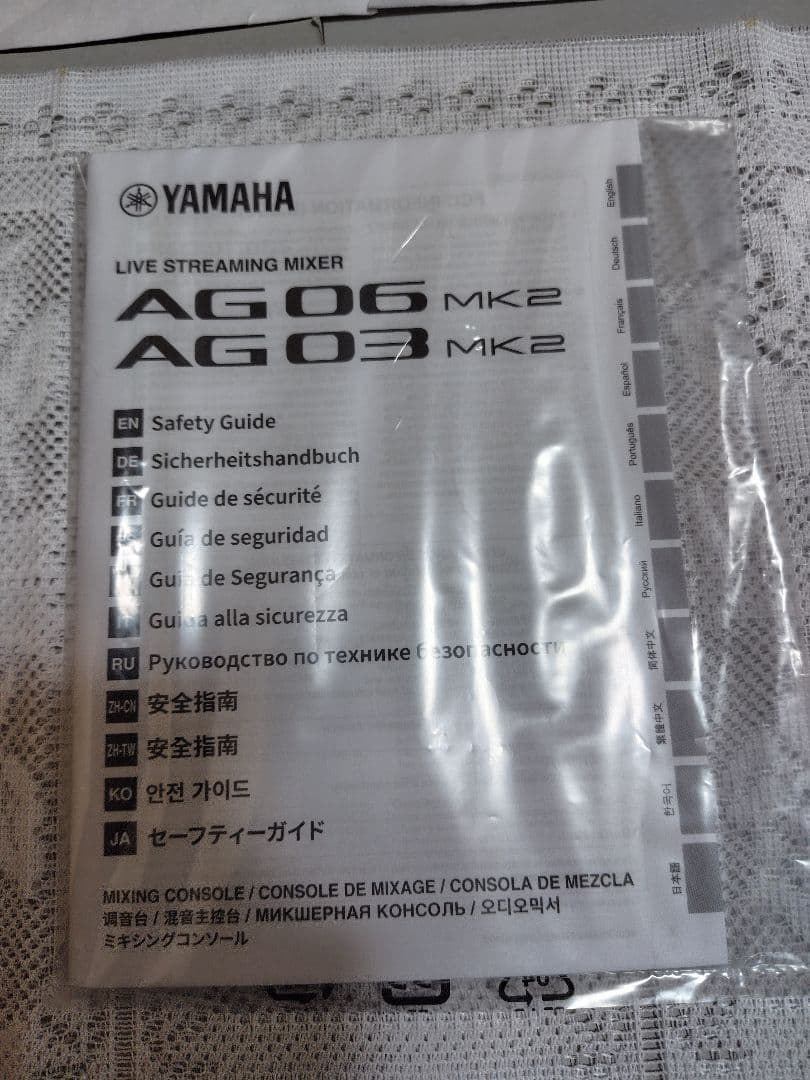 YAMAHA
LIVE STREAMING MIXER
AG06 MK2
AG03 MK2
EN Safety Guide
DE Sicherheitshandbuch
FR Guide de sécurité
Guía de seguridad
Guia de Segurança
IT Guida alla sicurezza
RU Руководство по технике безопасности
ZH-CN 安全指南
ZH-TW 安全指南
KO 안전 가이드
JA セーフティーガイド
MIXING CONSOLE / CONSOLE DE MIXAGE / CONSOLA DE MEZCLA
调音台 / 混音主控台 / МИКШЕРНАЯ КОНСОЛЬ / 오디오믹서
ミキシングコンソール
English
Deutsch
Français
Español
Português
Italiano
Русский
简体中文
繁體中文
한국어
日本語